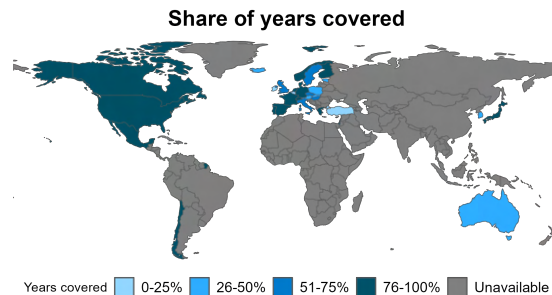 Share of years covered
Years covered 0-25% 26-50% 51-75% 76-100% Unavailable